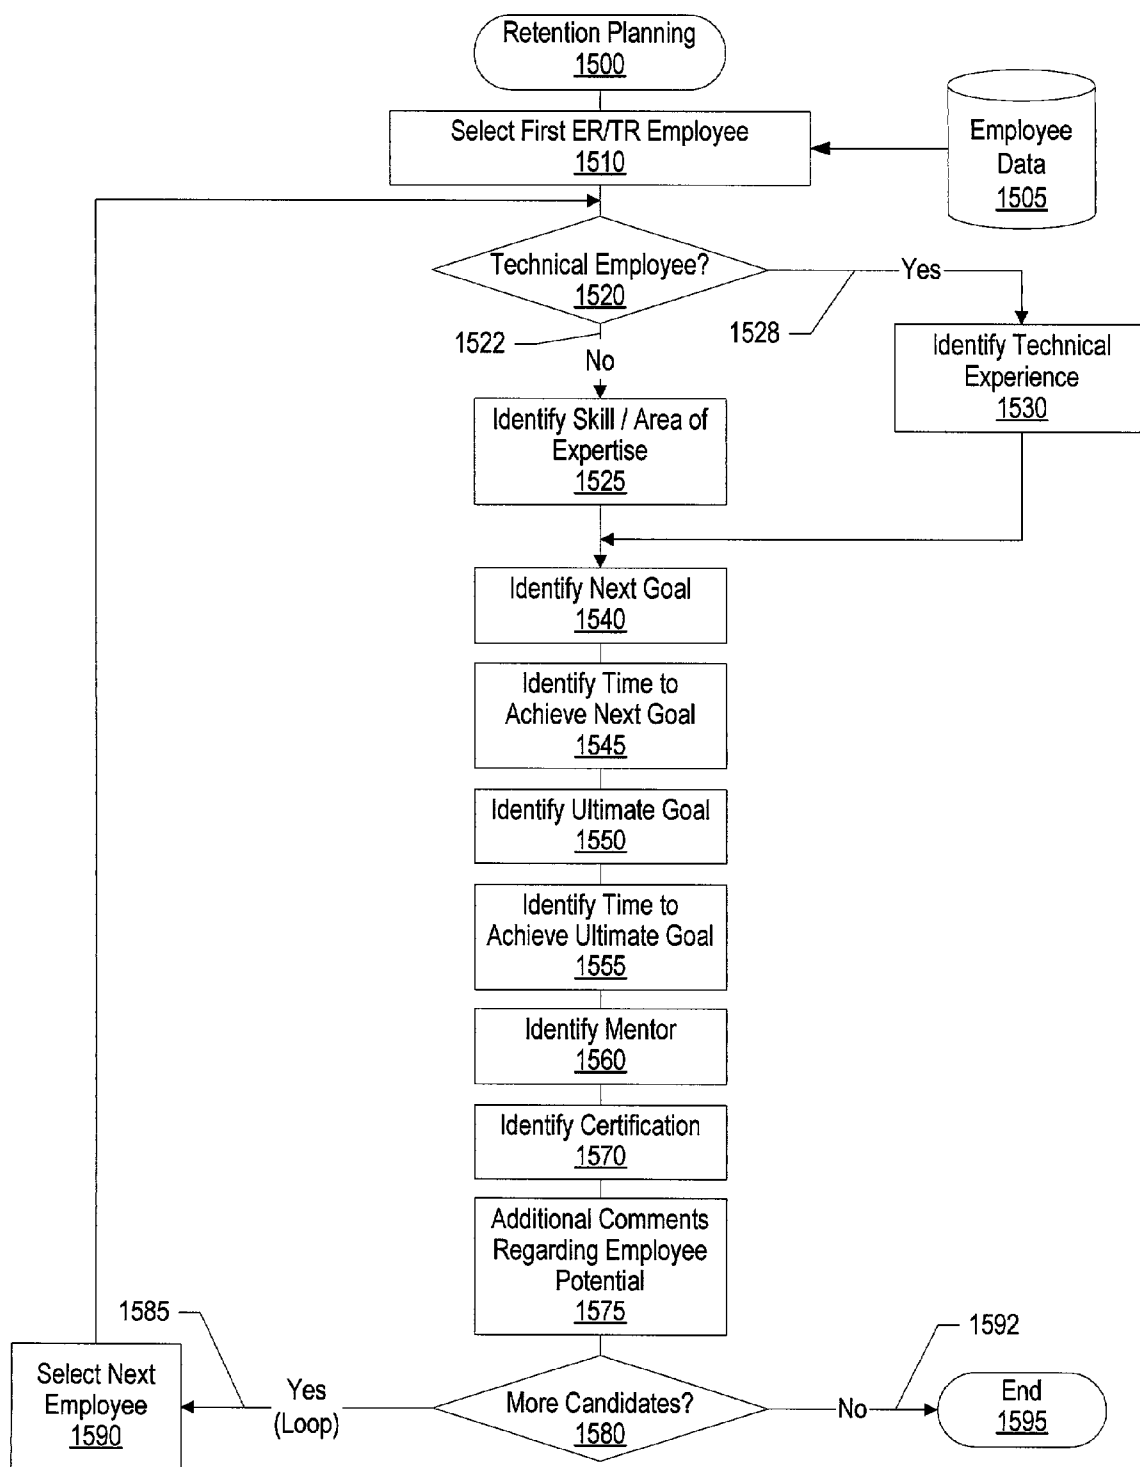 Retention Planning
1500
Select First ER/TR Employee
1510
Employee
Data
1505
Technical Employee?
1520
Yes
1528
1522
No
Identify Technical
Experience
1530
Identify Skill / Area of
Expertise
1525
Identify Next Goal
1540
Identify Time to
Achieve Next Goal
1545
Identify Ultimate Goal
1550
Identify Time to
Achieve Ultimate Goal
1555
Identify Mentor
1560
Identify Certification
1570
Additional Comments
Regarding Employee
Potential
1575
1585
1592
Select Next
Employee
1590
Yes
(Loop)
More Candidates?
1580
No
End
1595